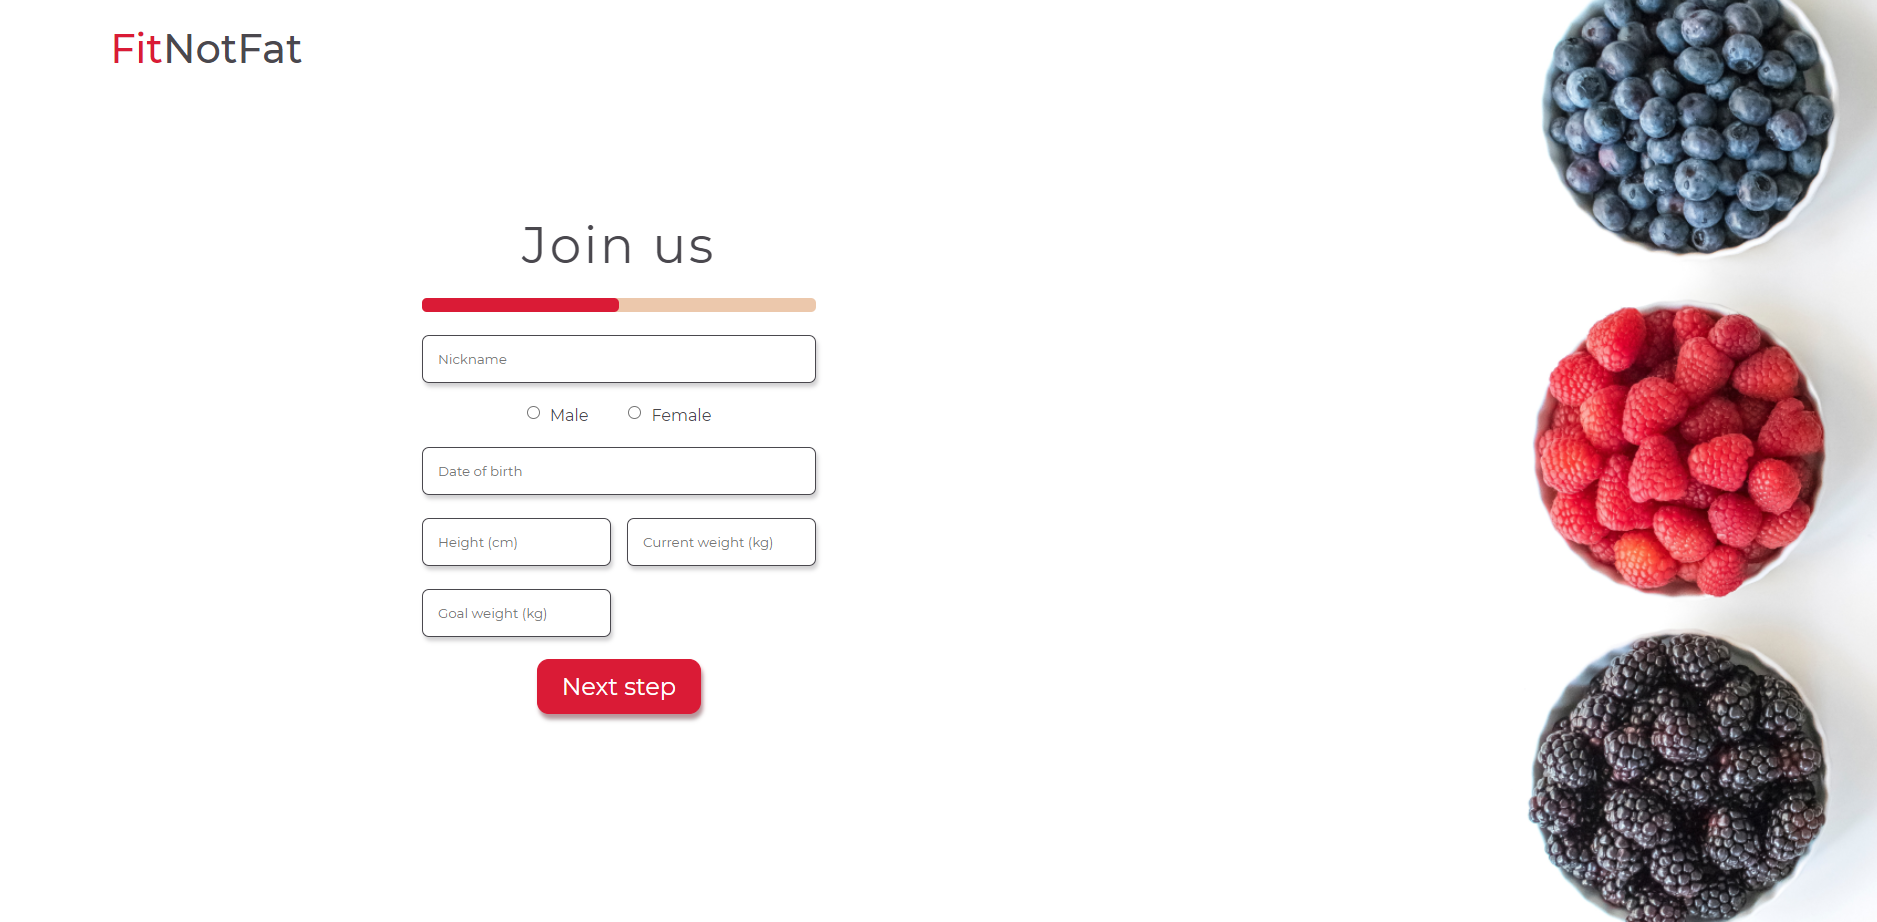 FitNotFat
Join us
Nickname
Male Female
Date of birth
Height (cm) Current weight (kg)
Goal weight (kg)
Next step